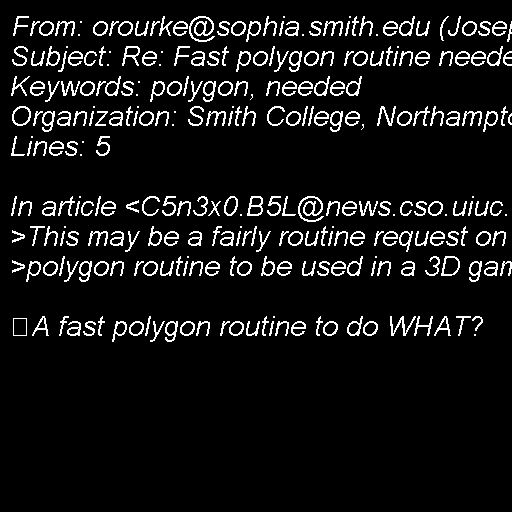 From: orourke@sophia.smith.edu (Josep
Subject: Re: Fast polygon routine neede
Keywords: polygon, needed
Organization: Smith College, Northampto
Lines: 5

In article <C5n3x0.B5L@news.cso.uiuc.
>This may be a fairly routine request on
>polygon routine to be used in a 3D gam

A fast polygon routine to do WHAT?